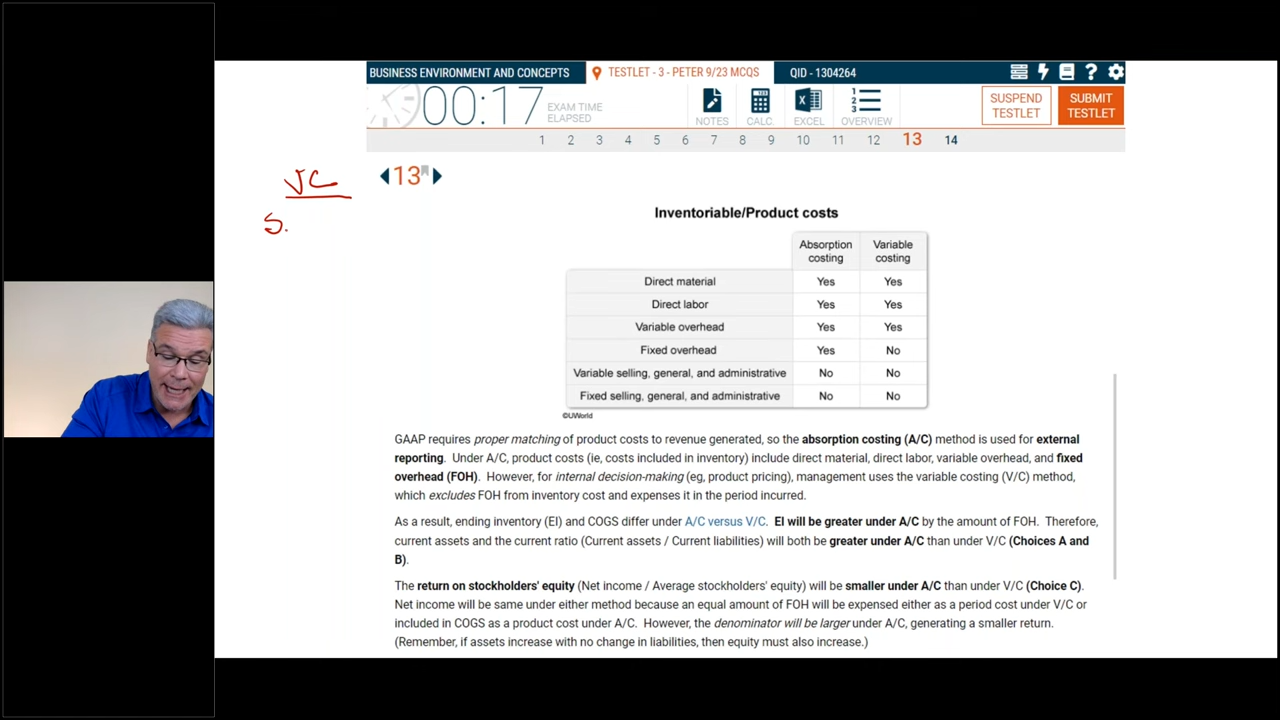 BUSINESS ENVIRONMENT AND CONCEPTS TESTLET - 3 - PETER 9/23 MCQS QID - 1304264
00:17 EXAM TIME ELAPSED NOTES CALC. EXCEL OVERVIEW SUSPEND TESTLET SUBMIT TESTLET
1 2 3 4 5 6 7 8 9 10 11 12 13 14
13
VC
S.
Inventoriable/Product costs
Absorption costing Variable costing
Direct material Yes Yes
Direct labor Yes Yes
Variable overhead Yes Yes
Fixed overhead Yes No
Variable selling, general, and administrative No No
Fixed selling, general, and administrative No No
©UWorld
GAAP requires proper matching of product costs to revenue generated, so the absorption costing (A/C) method is used for external
reporting. Under A/C, product costs (ie, costs included in inventory) include direct material, direct labor, variable overhead, and fixed
overhead (FOH). However, for internal decision-making (eg, product pricing), management uses the variable costing (V/C) method,
which excludes FOH from inventory cost and expenses it in the period incurred.
As a result, ending inventory (EI) and COGS differ under A/C versus V/C. EI will be greater under A/C by the amount of FOH. Therefore,
current assets and the current ratio (Current assets / Current liabilities) will both be greater under A/C than under V/C (Choices A and
B).
The return on stockholders' equity (Net income / Average stockholders' equity) will be smaller under A/C than under V/C (Choice C).
Net income will be same under either method because an equal amount of FOH will be expensed either as a period cost under V/C or
included in COGS as a product cost under A/C. However, the denominator will be larger under A/C, generating a smaller return.
(Remember, if assets increase with no change in liabilities, then equity must also increase.)